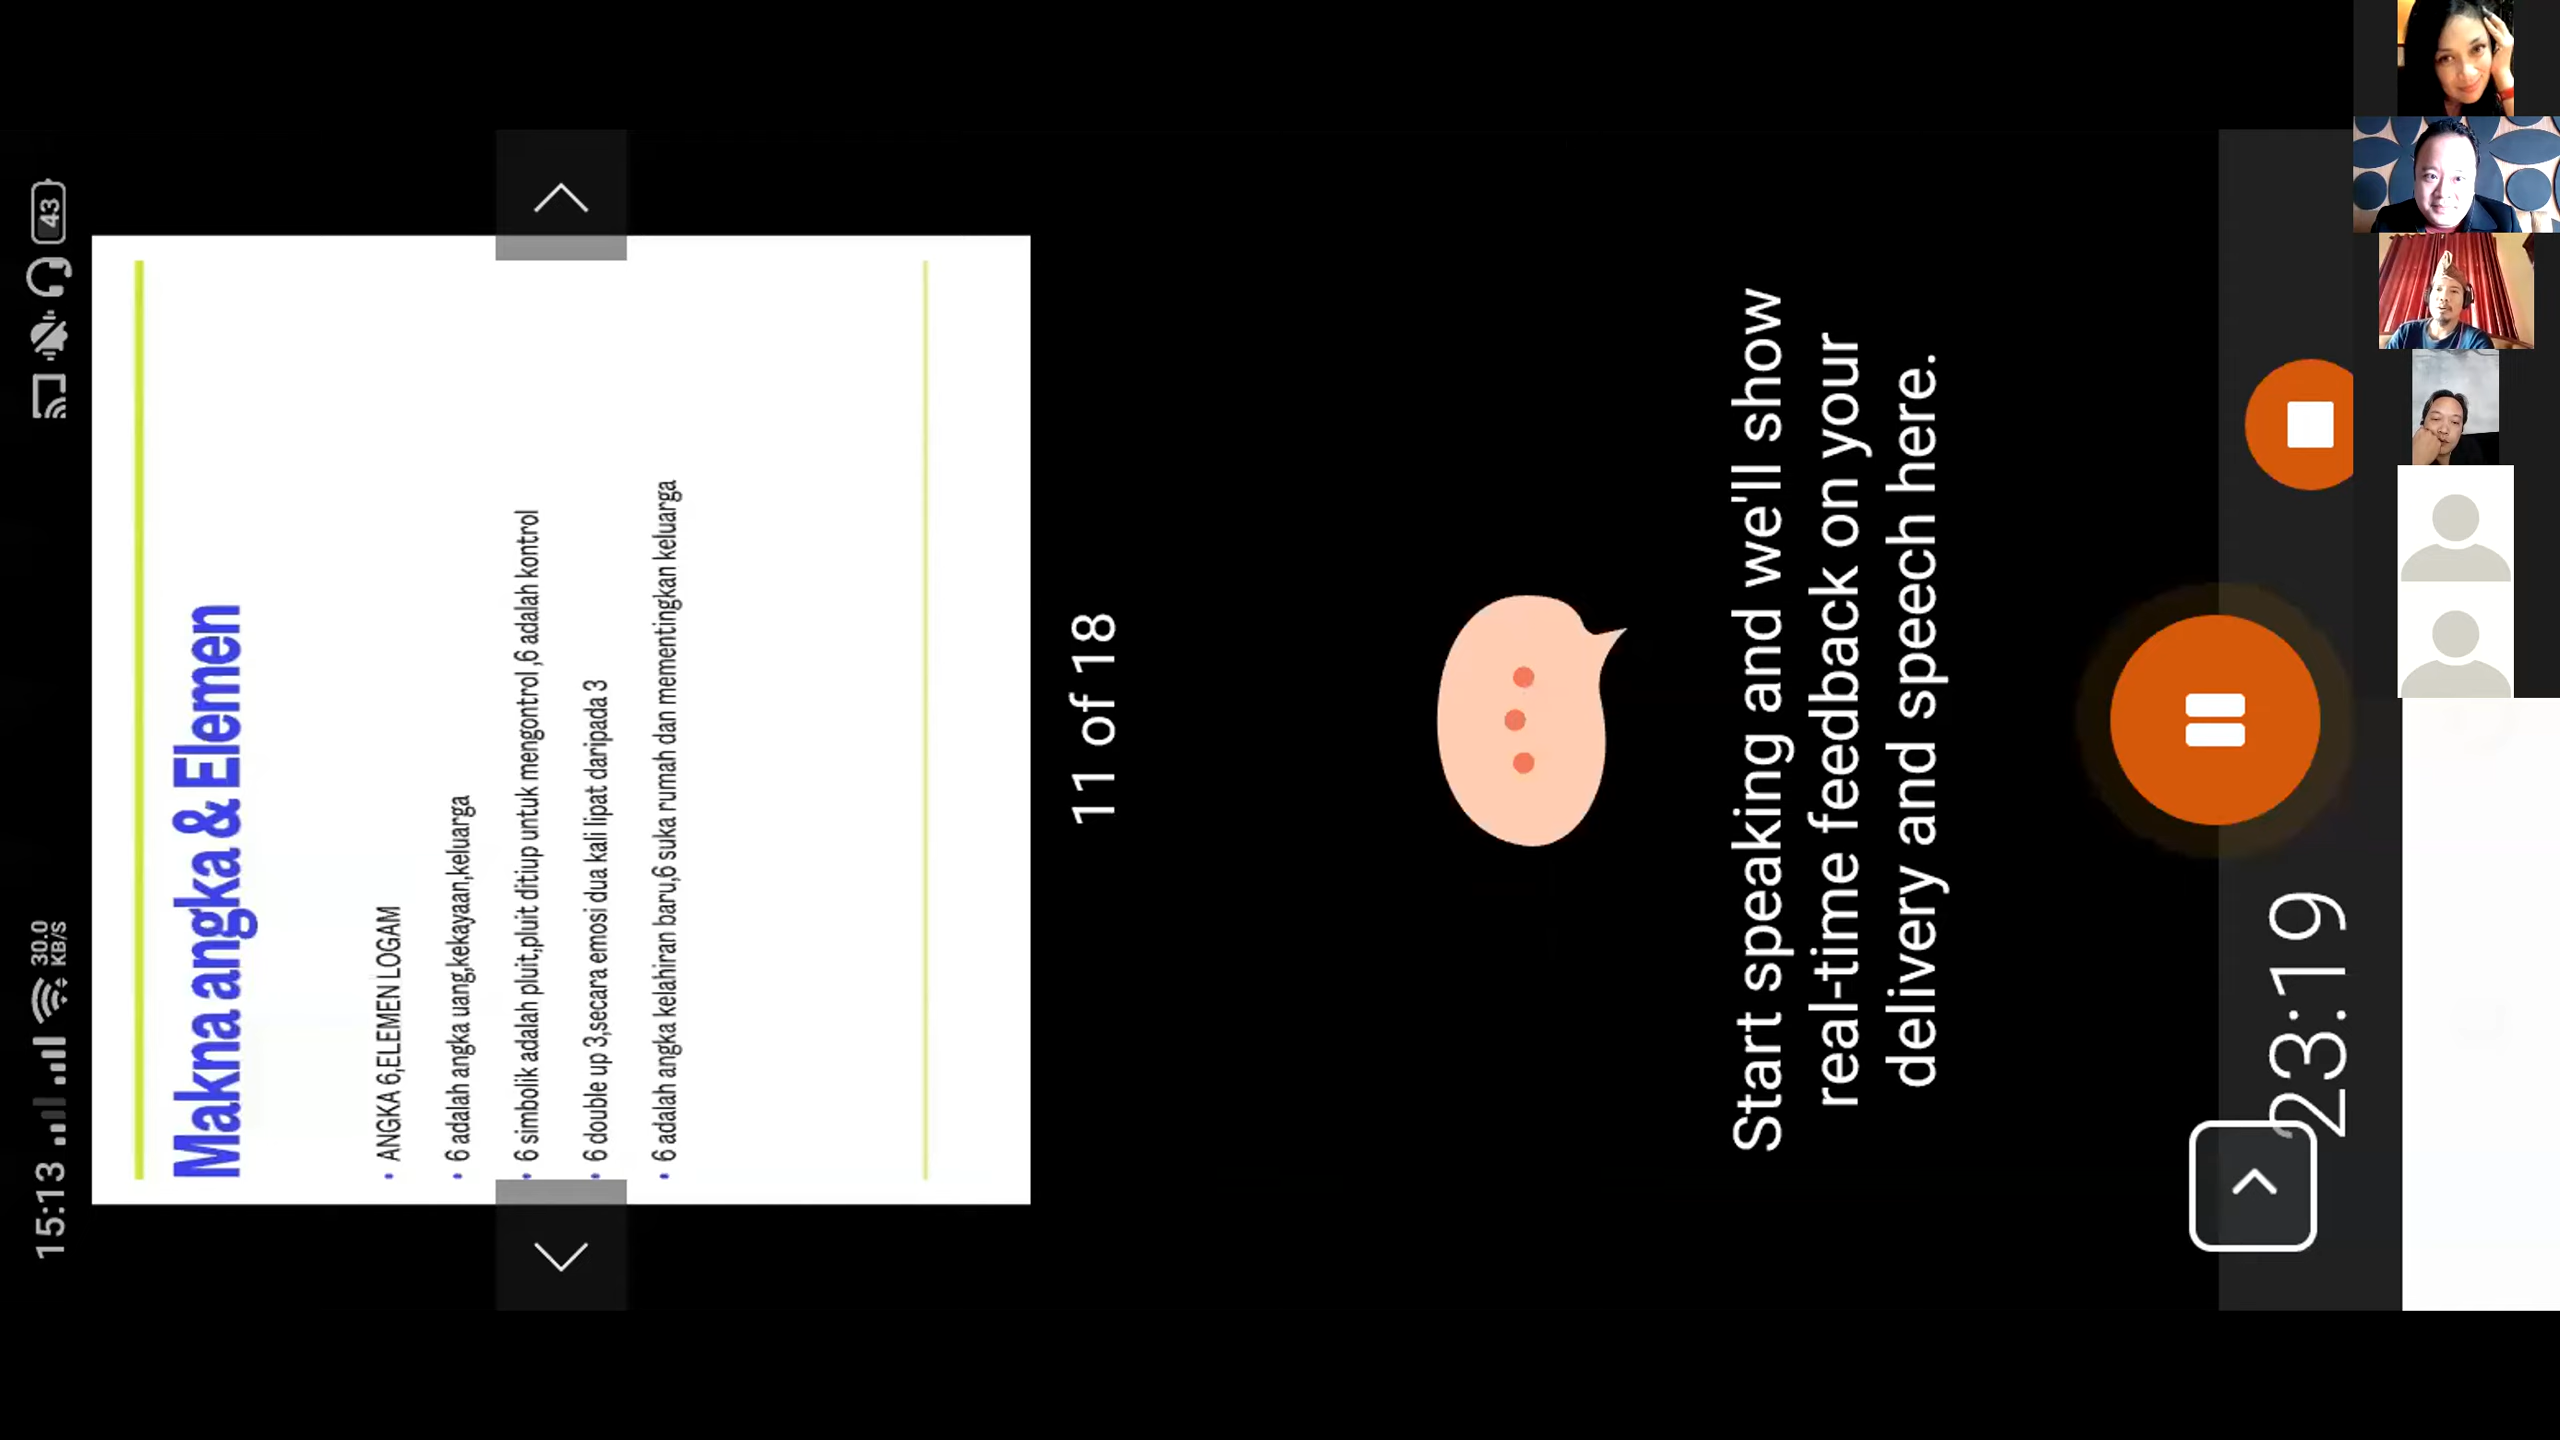 15:13
30.0
KB/S
43
Makna angka & Elemen
• ANGKA 6,ELEMEN LOGAM
• 6 adalah angka uang,kekayaan,keluarga
• 6 simbolik adalah pluit,,pluit ditiup untuk mengontrol ,6 adalah kontrol
• 6 double up 3,secara emosi dua kali lipat daripada 3
• 6 adalah angka kelahiran baru,6 suka rumah dan mementingkan keluarga
11 of 18
Start speaking and we'll show
real-time feedback on your
delivery and speech here.
23:19